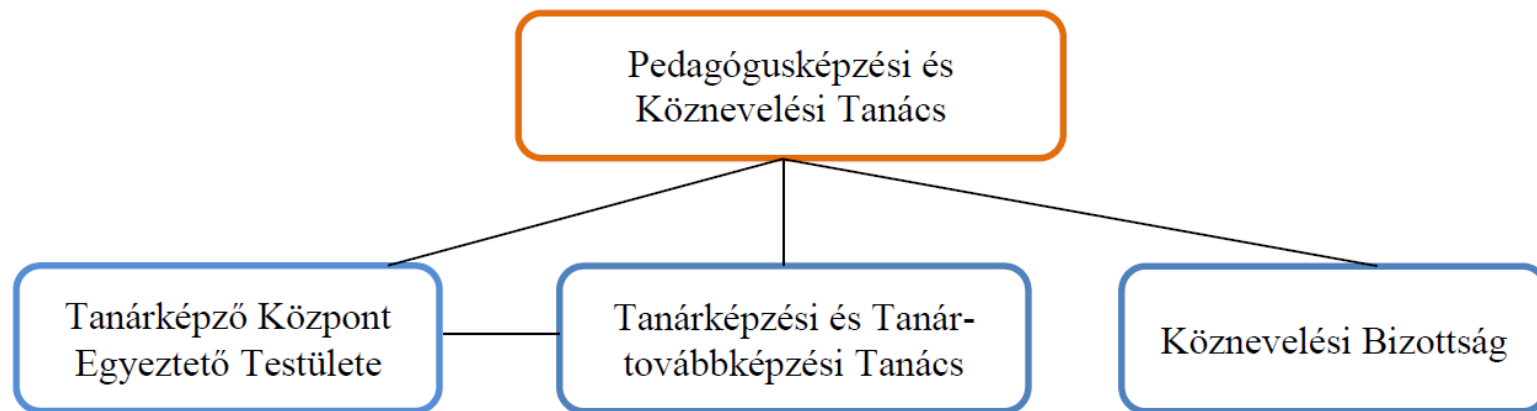 Pedagógusképzési és
Köznevelési Tanács
Tanárképző Központ
Egyeztető Testülete
Tanárképzési és Tanár-
továbbképzési Tanács
Köznevelési Bizottság